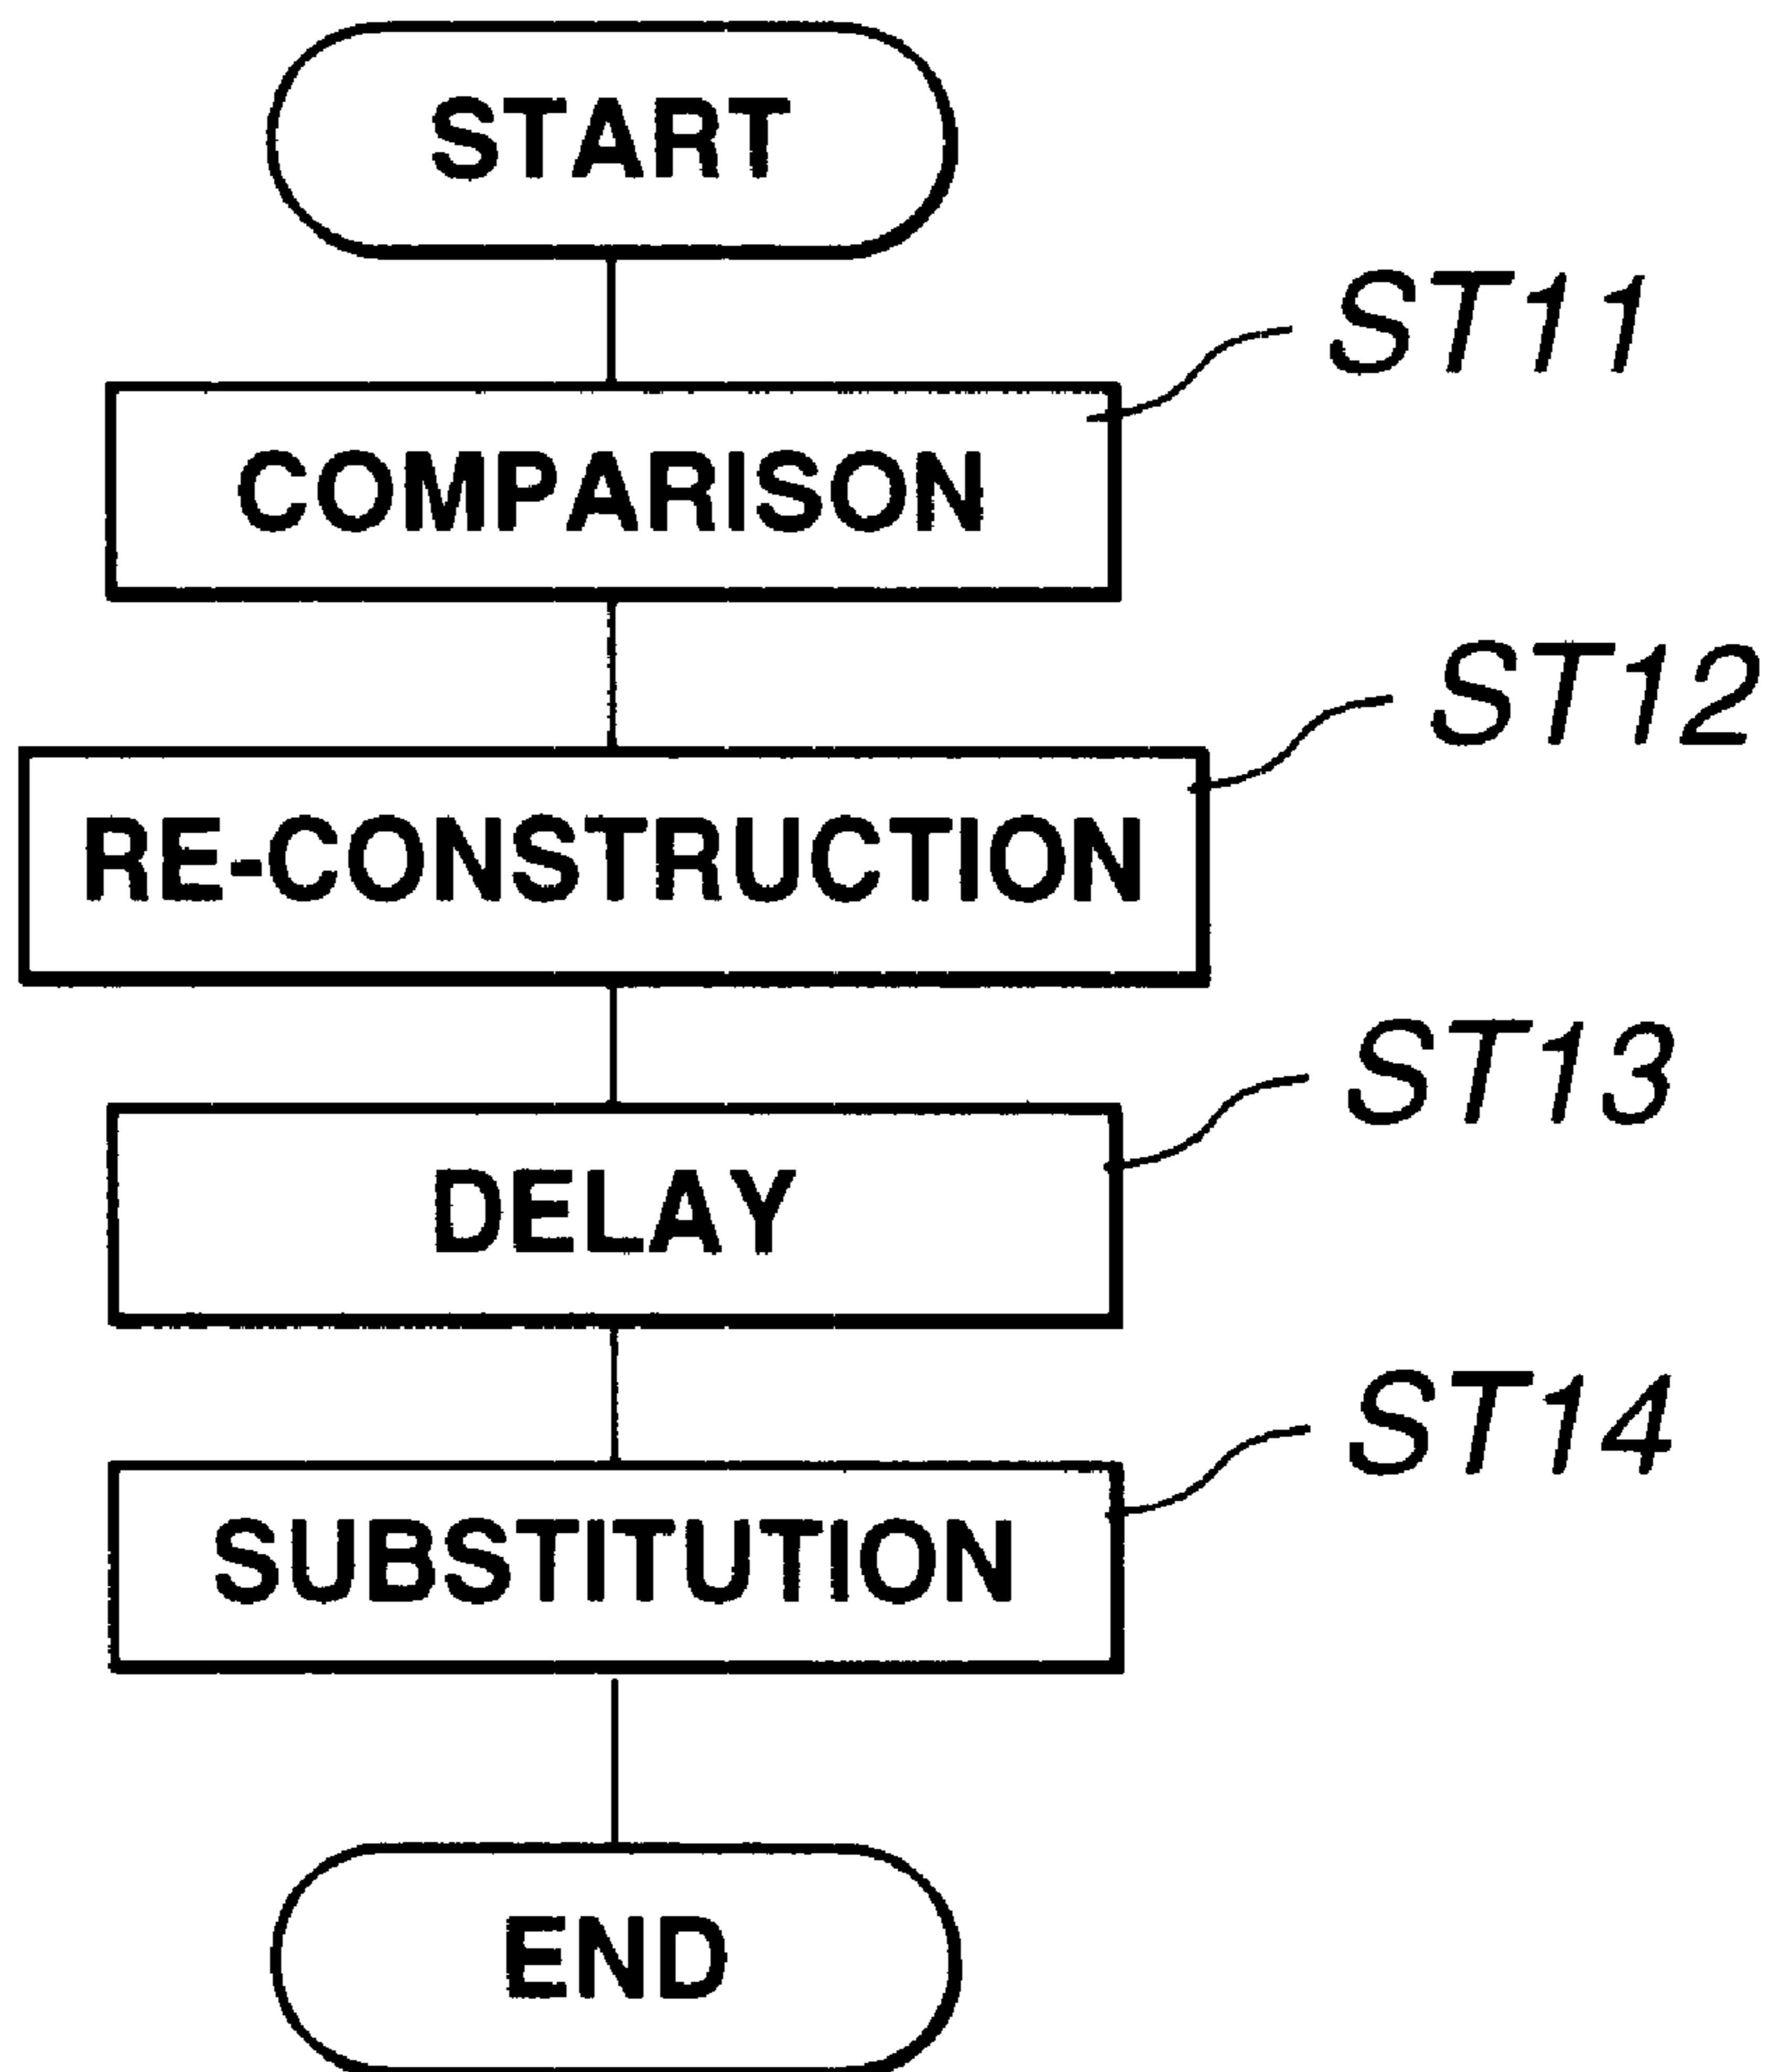 START
ST11
COMPARISON
ST12
RE-CONSTRUCTION
ST13
DELAY
ST14
SUBSTITUTION
END